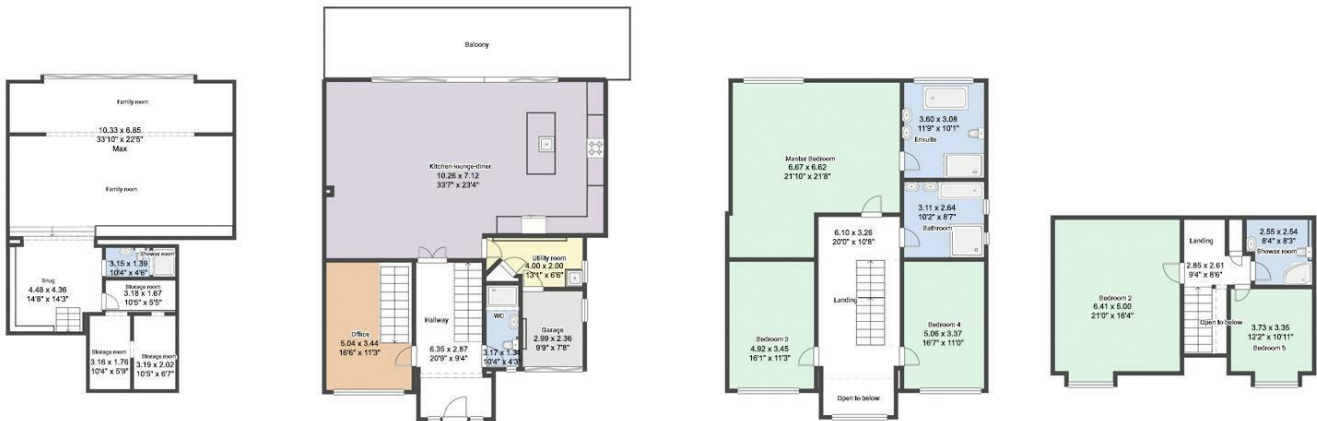 Family room
10.33 x 6.85
33'10" x 22'5"
Max
Family room
Snug
4.48 x 4.36
14'8" x 14'3"
Shower room
3.15 x 1.39
10'4" x 4'6"
Storage room
3.18 x 1.67
10'5" x 5'5"
Storage room
3.16 x 1.76
10'4" x 5'9"
Storage room
3.19 x 2.02
10'5" x 6'7"
Balcony
Kitchen-lounge-diner
10.26 x 7.12
33'7" x 23'4"
Utility room
4.00 x 2.00
13'1" x 6'6"
Office
5.04 x 3.44
16'6" x 11'3"
Hallway
6.35 x 2.87
20'9" x 9'4"
WC
3.17 x 1.31
10'4" x 4'3"
Garage
2.99 x 2.36
9'9" x 7'8"
Master Bedroom
6.67 x 6.62
21'10" x 21'8"
3.60 x 3.08
11'9" x 10'1"
Ensuite
3.11 x 2.64
10'2" x 8'7"
Bathroom
6.10 x 3.26
20'0" x 10'8"
Landing
Bedroom 3
4.92 x 3.45
16'1" x 11'3"
Bedroom 4
5.06 x 3.37
16'7" x 11'0"
Open to below
Bedroom 2
6.41 x 5.00
21'0" x 16'4"
Landing
2.85 x 2.61
9'4" x 8'6"
2.55 x 2.54
8'4" x 8'3"
Shower room
Open to below
3.73 x 3.35
12'2" x 10'11"
Bedroom 5